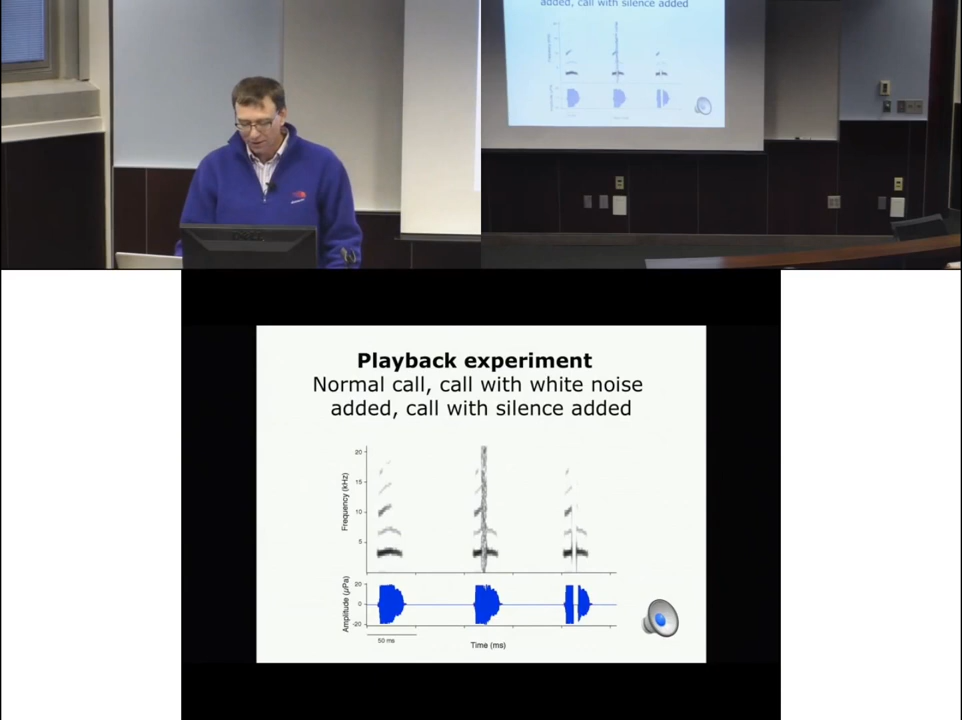 added, call with silence added
DELL
Playback experiment
Normal call, call with white noise
added, call with silence added
Frequency (kHz)
20
15
10
5
Amplitude (μPa)
20
0
-20
50 ms
Time (ms)